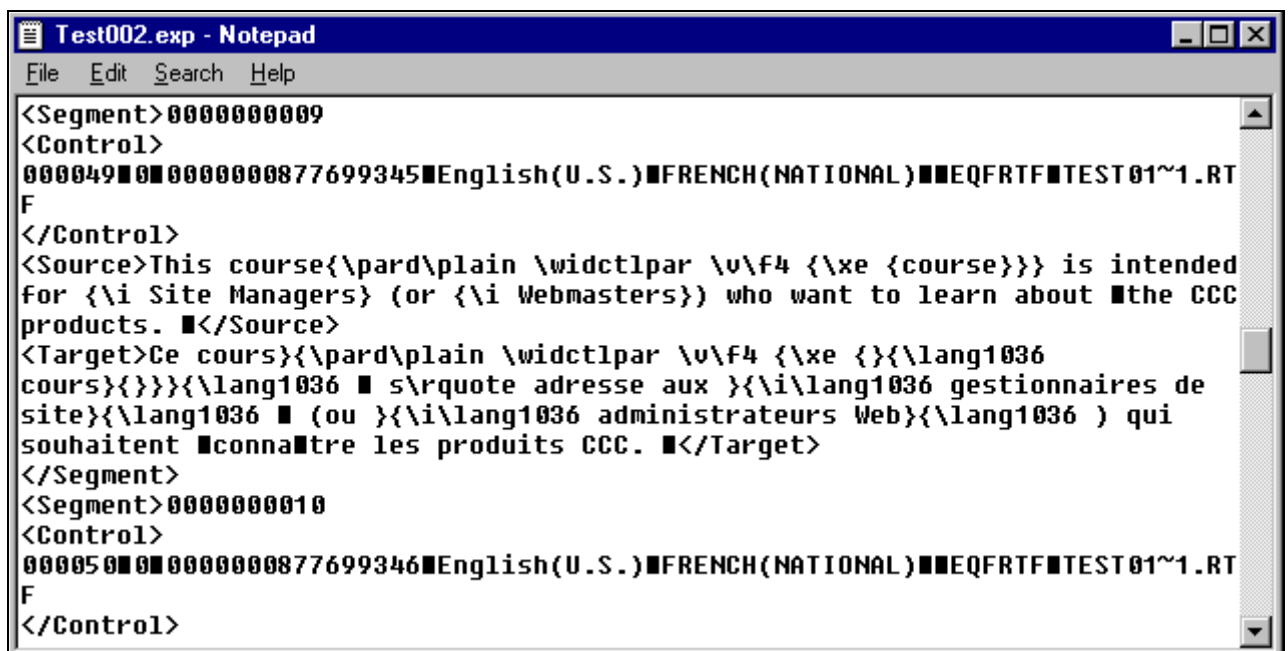 Test002.exp - Notepad
File Edit Search Help
<Segment>0000000009
<Control>
000049■0■0000000877699345■English(U.S.)■FRENCH(NATIONAL)■■EQFRTF■TEST01~1.RT
F
</Control>
<Source>This course{\pard\plain \widctlpar \v\f4 {\xe {course}}} is intended
for {\i Site Managers} (or {\i Webmasters}) who want to learn about ■the CCC
products. ■</Source>
<Target>Ce cours}{\pard\plain \widctlpar \v\f4 {\xe {}{\lang1036
cours}{}}}{\lang1036 ■ s\rquote adresse aux }{\i\lang1036 gestionnaires de
site}{\lang1036 ■ (ou }{\i\lang1036 administrateurs Web}{\lang1036 ) qui
souhaitent ■conna■tre les produits CCC. ■</Target>
</Segment>
<Segment>0000000010
<Control>
000050■0■0000000877699346■English(U.S.)■FRENCH(NATIONAL)■■EQFRTF■TEST01~1.RT
F
</Control>